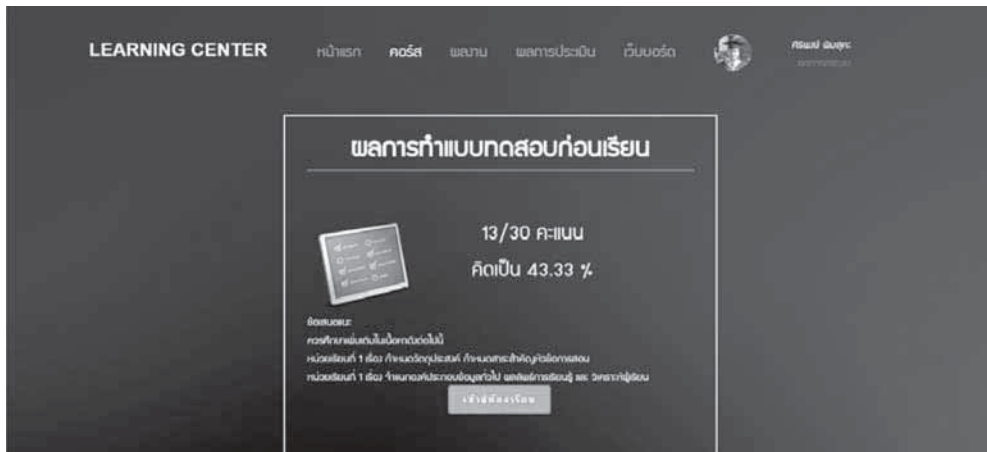 LEARNING CENTER หน้าแรก คอร์ส ผลงาน ผลการประเมิน เว็บบอร์ด
ผลการทำแบบทดสอบก่อนเรียน
13/30 คะแนน
คิดเป็น 43.33 %
ข้อเสนอแนะ
ควรศึกษาเพิ่มเติมในเนื้อหาดังต่อไปนี้
หน่วยเรียนที่ 1 เรื่อง กำหนดวัตถุประสงค์ กำหนดสาระสำคัญหัวข้อการสอน
หน่วยเรียนที่ 1 เรื่อง จำแนกองค์ประกอบข้อมูลทั่วไป ผลลัพธ์การเรียนรู้ และ วิเคราะห์ผู้เรียน
เข้าสู่ห้องเรียน